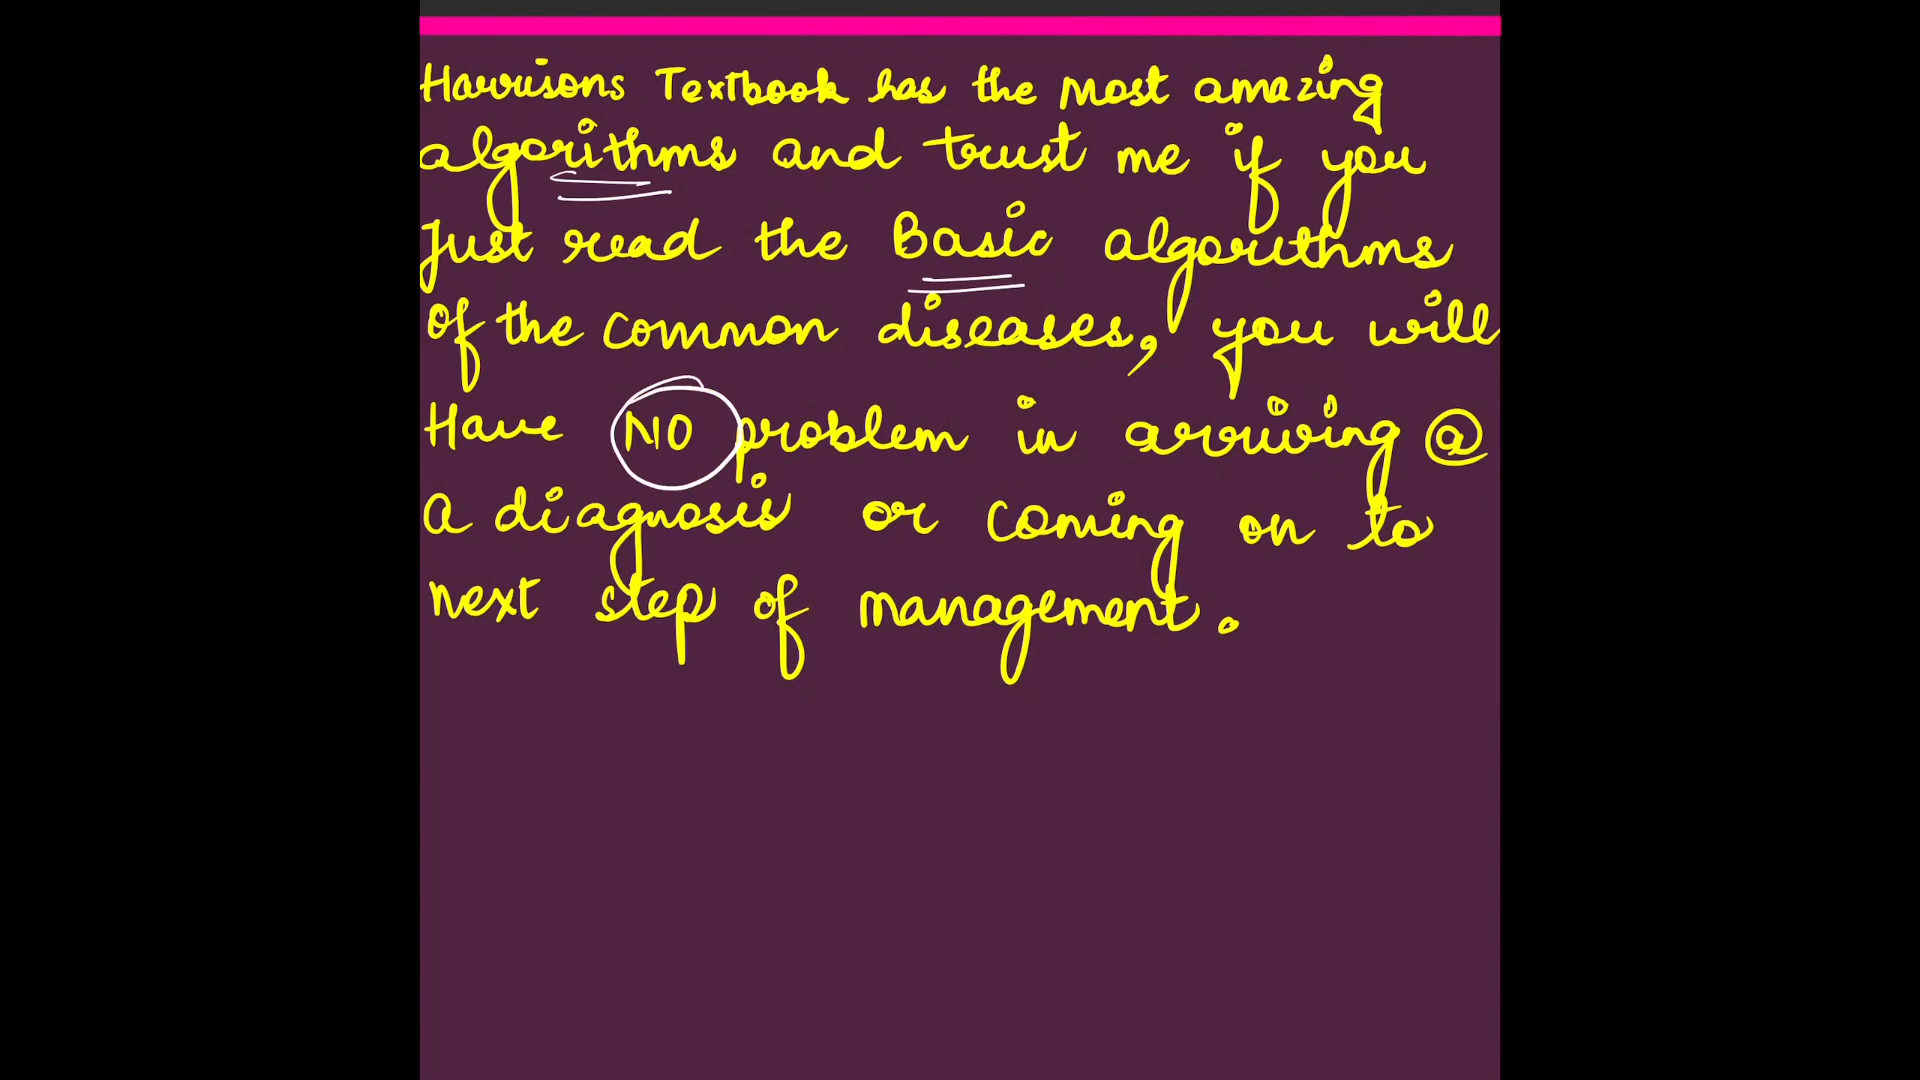 Harrisons Textbook has the most amazing
algorithms and trust me if you
just read the Basic algorithms
of the common diseases, you will
Have NO problem in arriving @
a diagnosis or coming on to
next step of management.